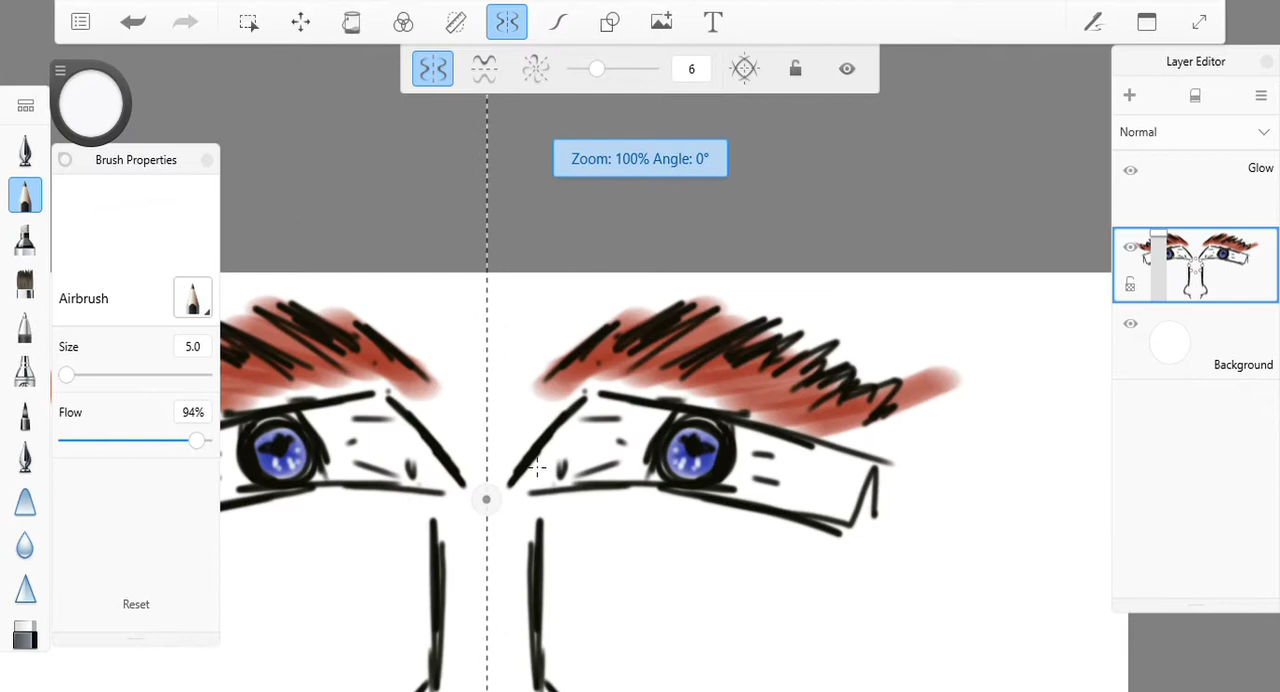 T
6
Layer Editor
Zoom: 100% Angle: 0°
Normal
Brush Properties
Glow
Airbrush
Size 5.0
Background
Flow 94%
Reset